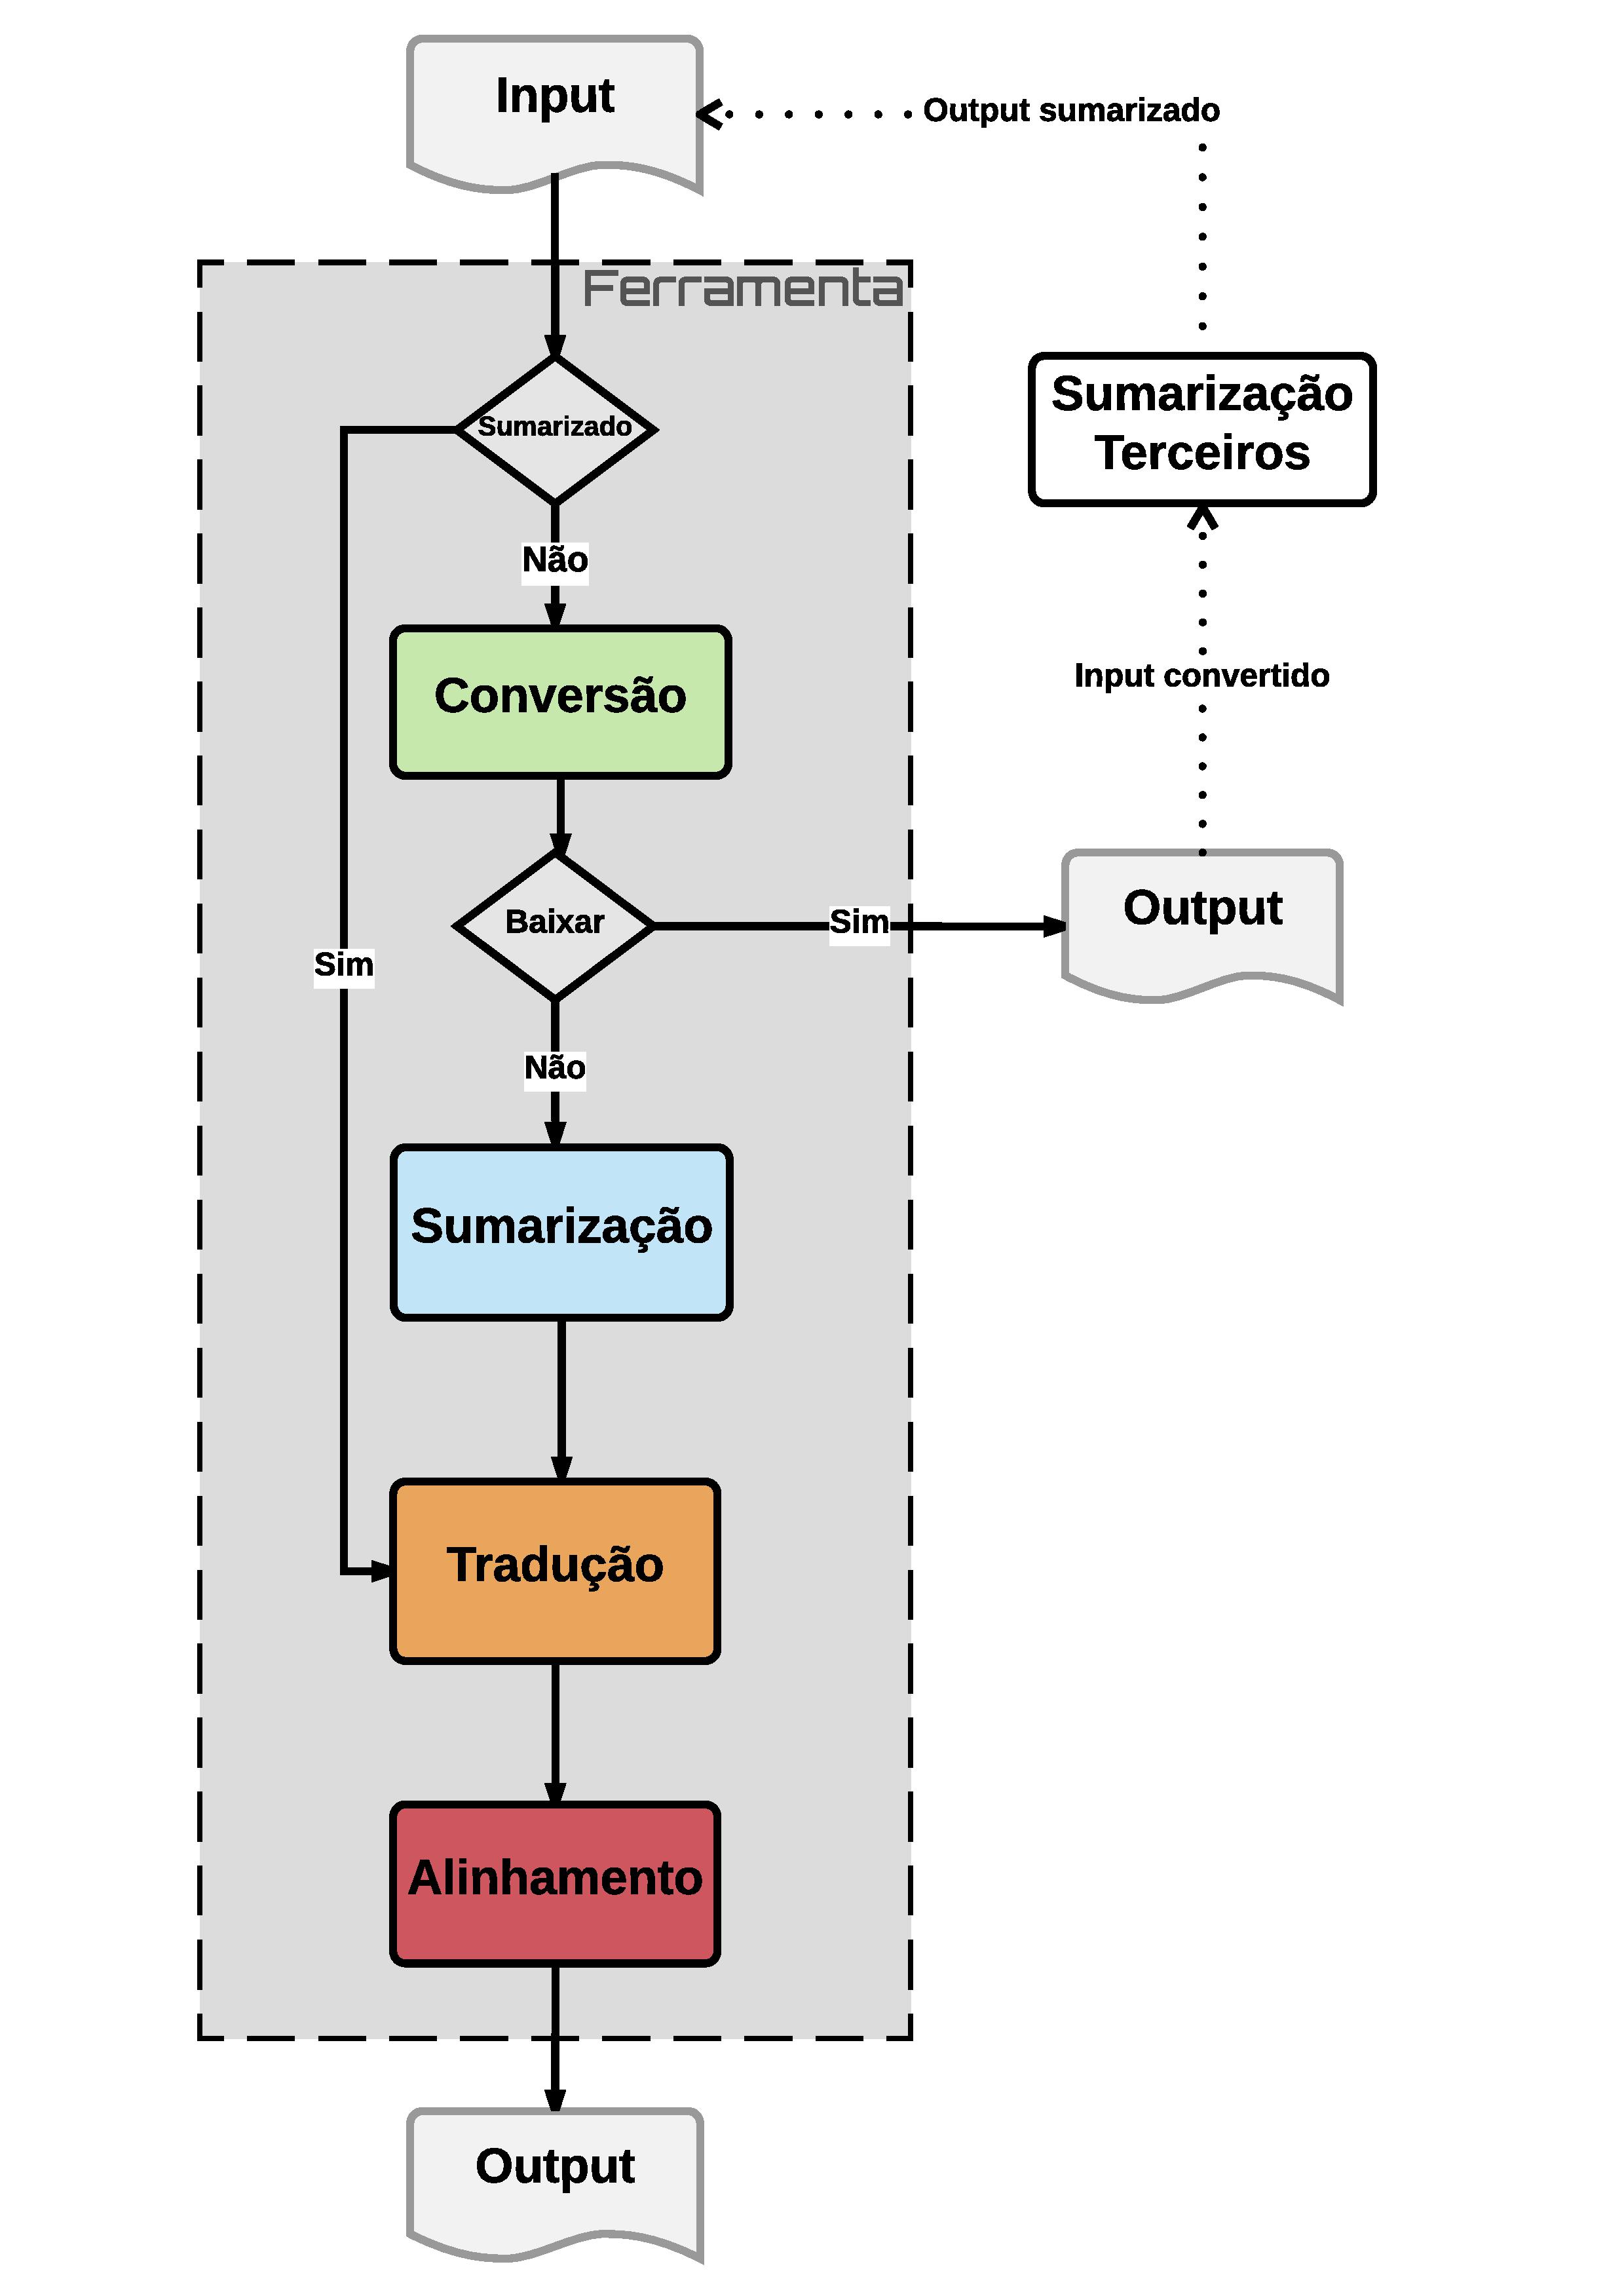 Input
Output sumarizado
Ferramenta
Sumarização
Terceiros
Sumarizado
Não
Conversão
Input convertido
Baixar
Sim
Output
Sim
Não
Sumarização
Tradução
Alinhamento
Output